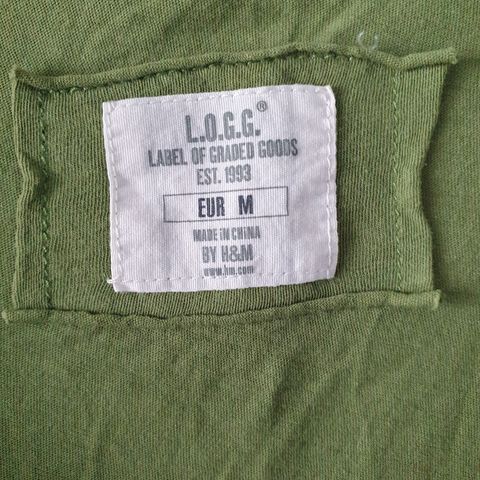 L.O.G.G.®
LABEL OF GRADED GOODS
EST. 1993
EUR M
MADE IN CHINA
BY H&M
www.hm.com